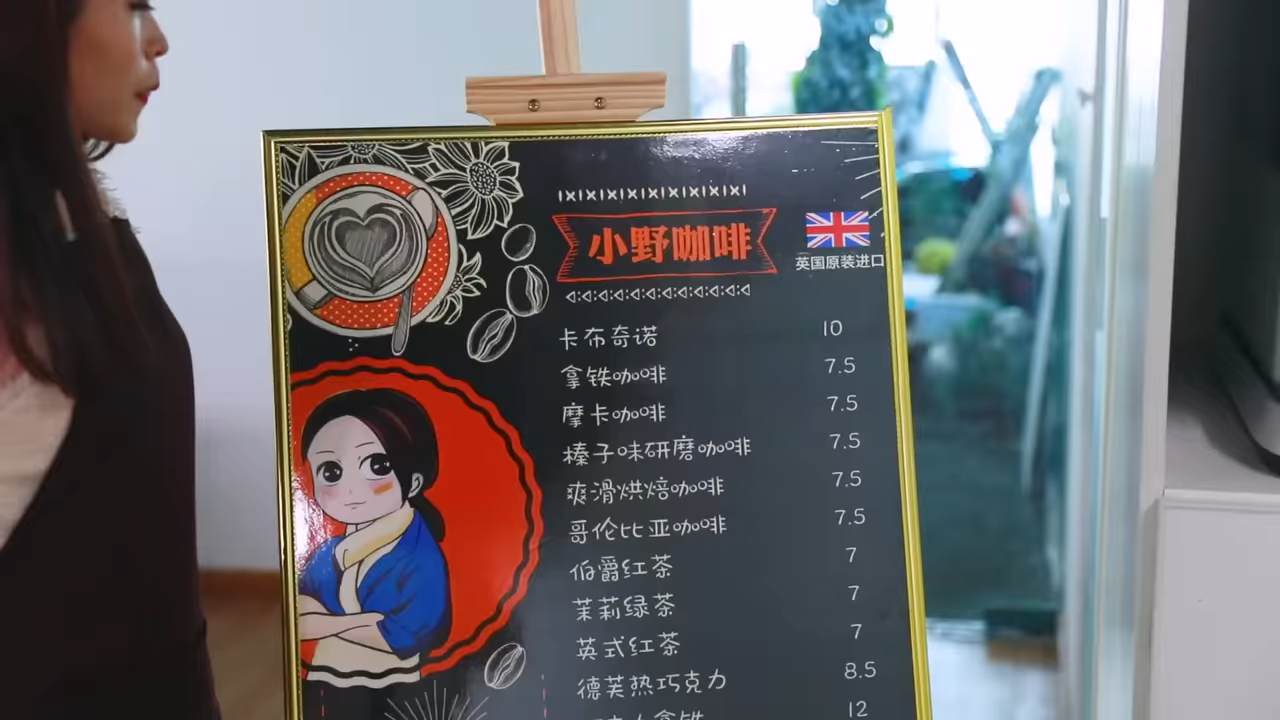 小野咖啡
英国原装进口
卡布奇诺 10
拿铁咖啡 7.5
摩卡咖啡 7.5
榛子味研磨咖啡 7.5
爽滑烘焙咖啡 7.5
哥伦比亚咖啡 7.5
伯爵红茶 7
茉莉绿茶 7
英式红茶 7
德芙热巧克力 8.5
拿铁 12